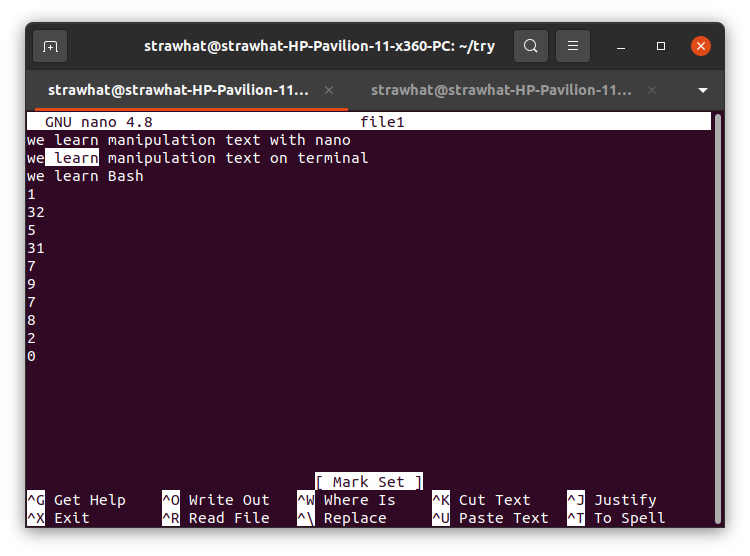 strawhat@strawhat-HP-Pavilion-11-x360-PC: ~/try
strawhat@strawhat-HP-Pavilion-11... strawhat@strawhat-HP-Pavilion-11...
GNU nano 4.8 file1
we learn manipulation text with nano
we learn manipulation text on terminal
we learn Bash
1
32
5
31
7
9
7
8
2
0
[ Mark Set ]
^G Get Help ^O Write Out ^W Where Is ^K Cut Text ^J Justify
^X Exit ^R Read File ^\ Replace ^U Paste Text ^T To Spell